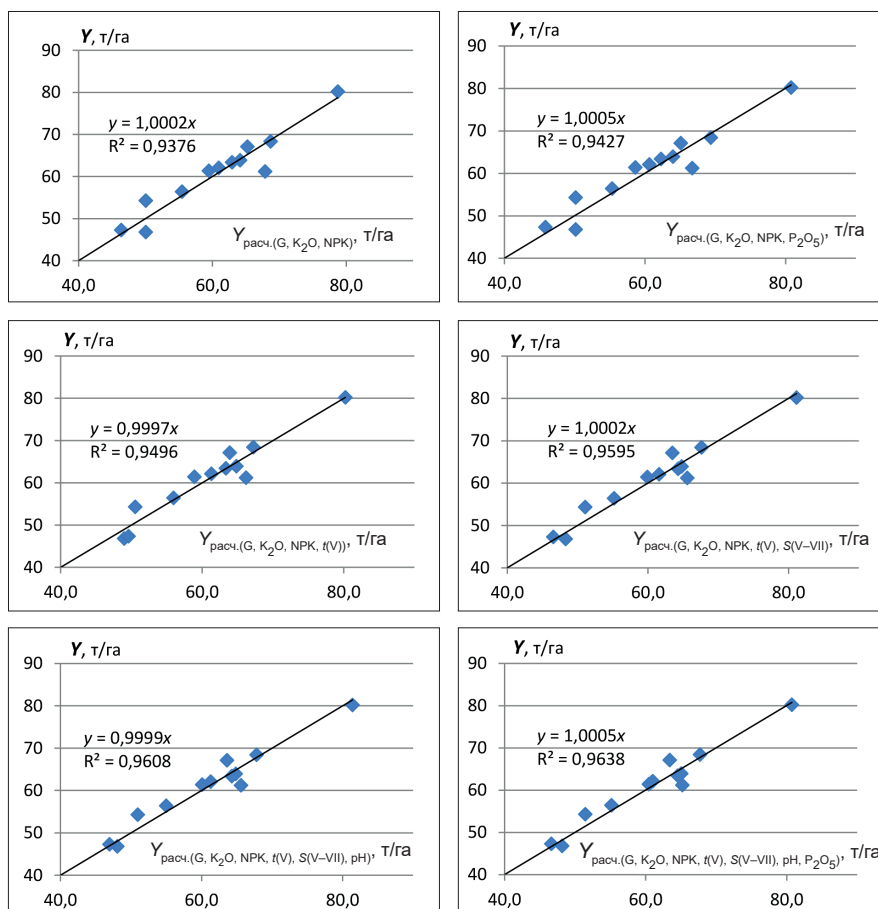 Y, т/га
90
80
70
60
50
40
y = 1,0002x
R² = 0,9376
Yрасч.(G, K₂O, NPK), т/га
40,0 60,0 80,0
Y, т/га
90
80
70
60
50
40
y = 1,0005x
R² = 0,9427
Yрасч.(G, K₂O, NPK, P₂O₅), т/га
40,0 60,0 80,0
Y, т/га
90
80
70
60
50
40
y = 0,9997x
R² = 0,9496
Yрасч.(G, K₂O, NPK, t(V)), т/га
40,0 60,0 80,0
Y, т/га
90
80
70
60
50
40
y = 1,0002x
R² = 0,9595
Yрасч.(G, K₂O, NPK, t(V), S(V–VII), т/га
40,0 60,0 80,0
Y, т/га
90
80
70
60
50
40
y = 0,9999x
R² = 0,9608
Yрасч.(G, K₂O, NPK, t(V), S(V–VII), pH), т/га
40,0 60,0 80,0
Y, т/га
90
80
70
60
50
40
y = 1,0005x
R² = 0,9638
Yрасч.(G, K₂O, NPK, t(V), S(V–VII), pH, P₂O₅), т/га
40,0 60,0 80,0